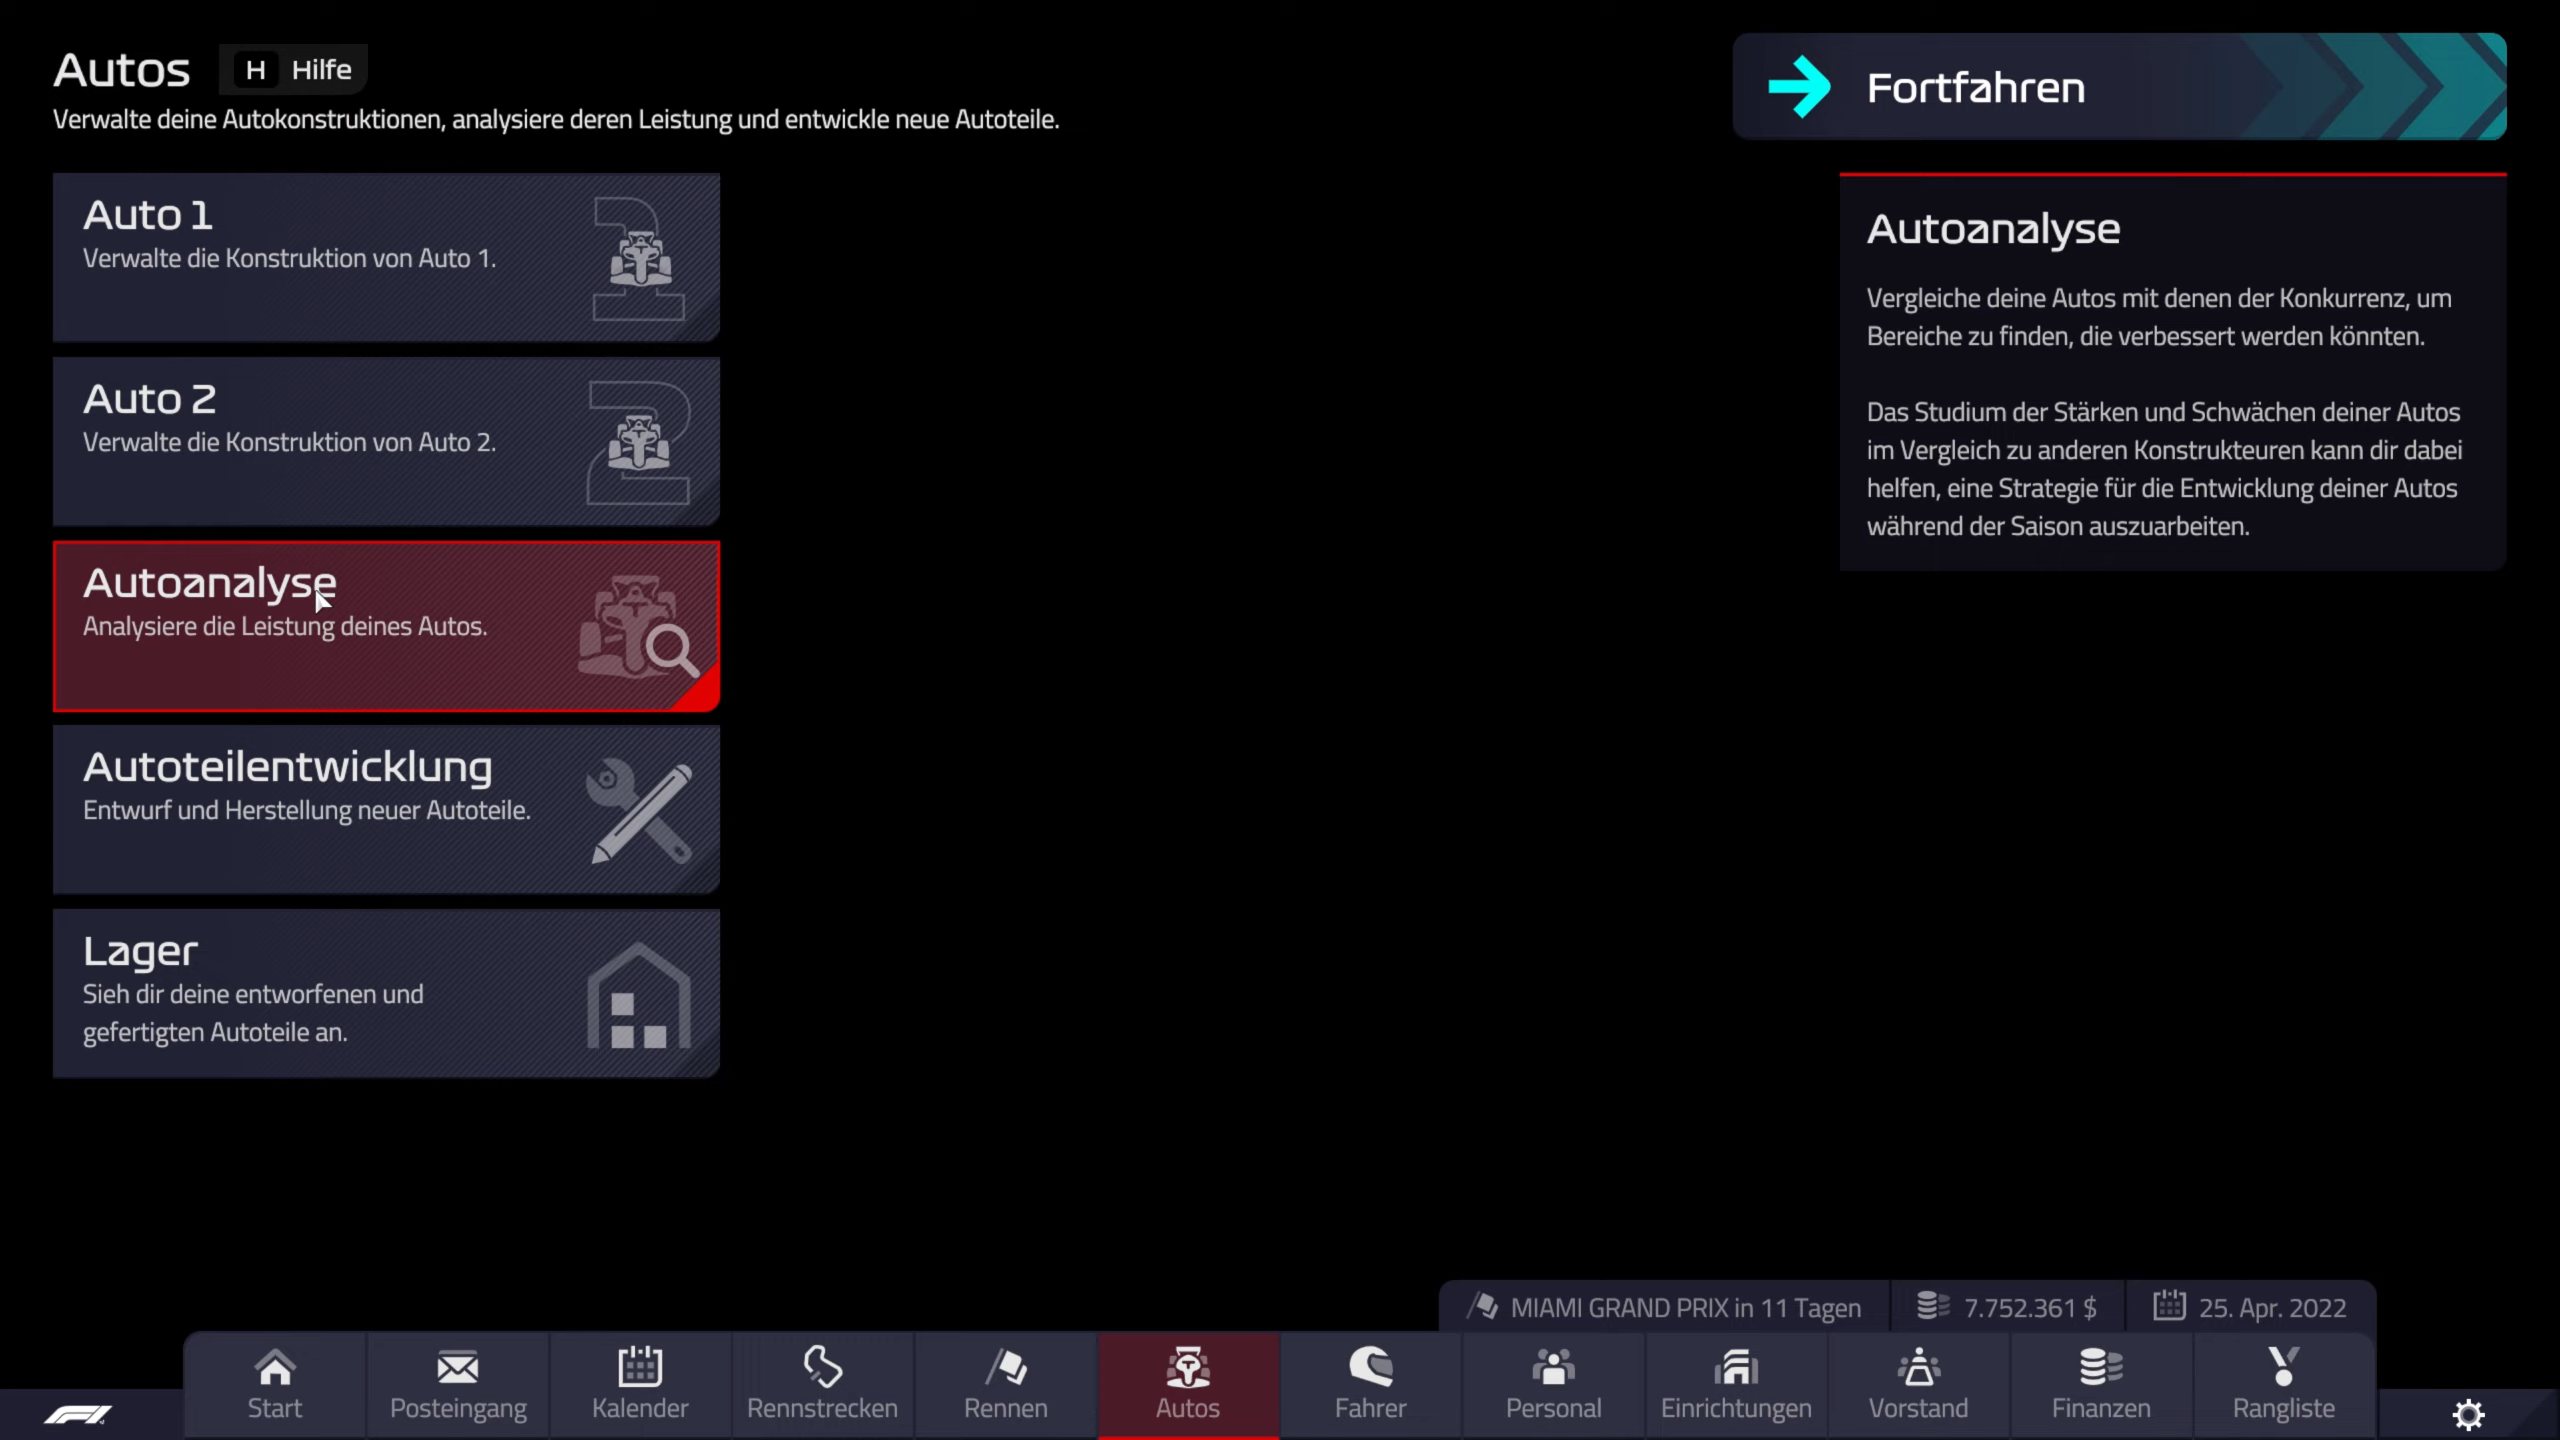 Autos
H Hilfe
Verwalte deine Autokonstruktionen, analysiere deren Leistung und entwickle neue Autoteile.
Fortfahren
Auto 1
Verwalte die Konstruktion von Auto 1.
Auto 2
Verwalte die Konstruktion von Auto 2.
Autoanalyse
Analysiere die Leistung deines Autos.
Autoteilentwicklung
Entwurf und Herstellung neuer Autoteile.
Lager
Sieh dir deine entworfenen und
gefertigten Autoteile an.
Autoanalyse
Vergleiche deine Autos mit denen der Konkurrenz, um
Bereiche zu finden, die verbessert werden könnten.
Das Studium der Stärken und Schwächen deiner Autos
im Vergleich zu anderen Konstrukteuren kann dir dabei
helfen, eine Strategie für die Entwicklung deiner Autos
während der Saison auszuarbeiten.
MIAMI GRAND PRIX in 11 Tagen
7.752.361 $
25. Apr. 2022
Start
Posteingang
Kalender
Rennstrecken
Rennen
Autos
Fahrer
Personal
Einrichtungen
Vorstand
Finanzen
Rangliste